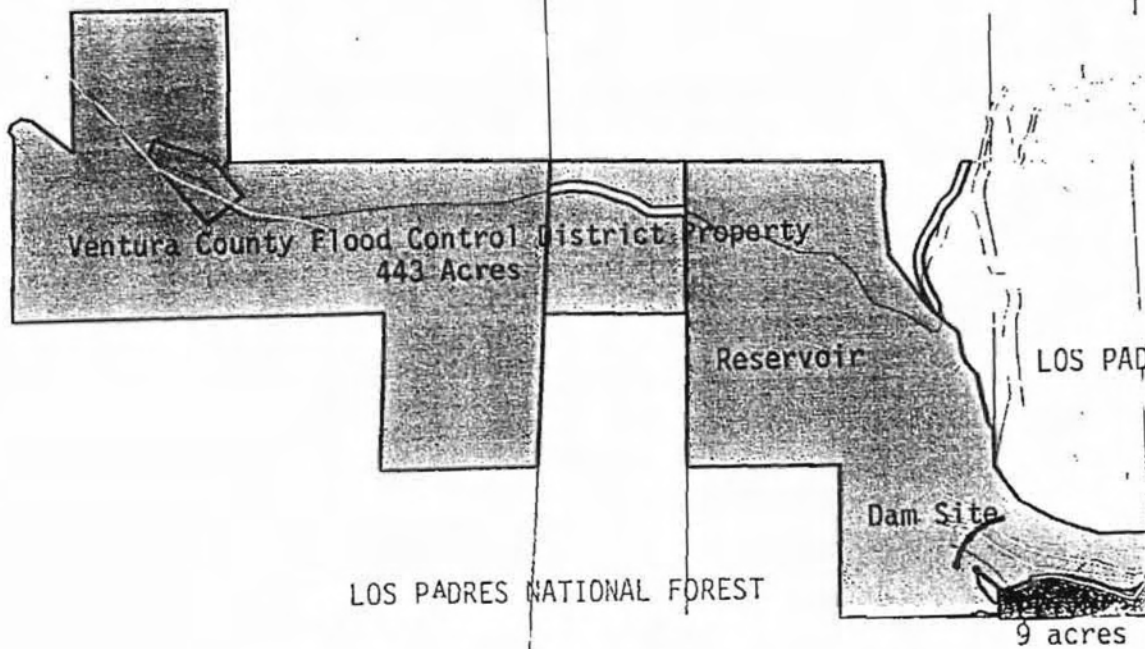 Ventura County Flood Control District Property
443 Acres
Reservoir
LOS PAD
Dam Site
LOS PADRES NATIONAL FOREST
9 acres